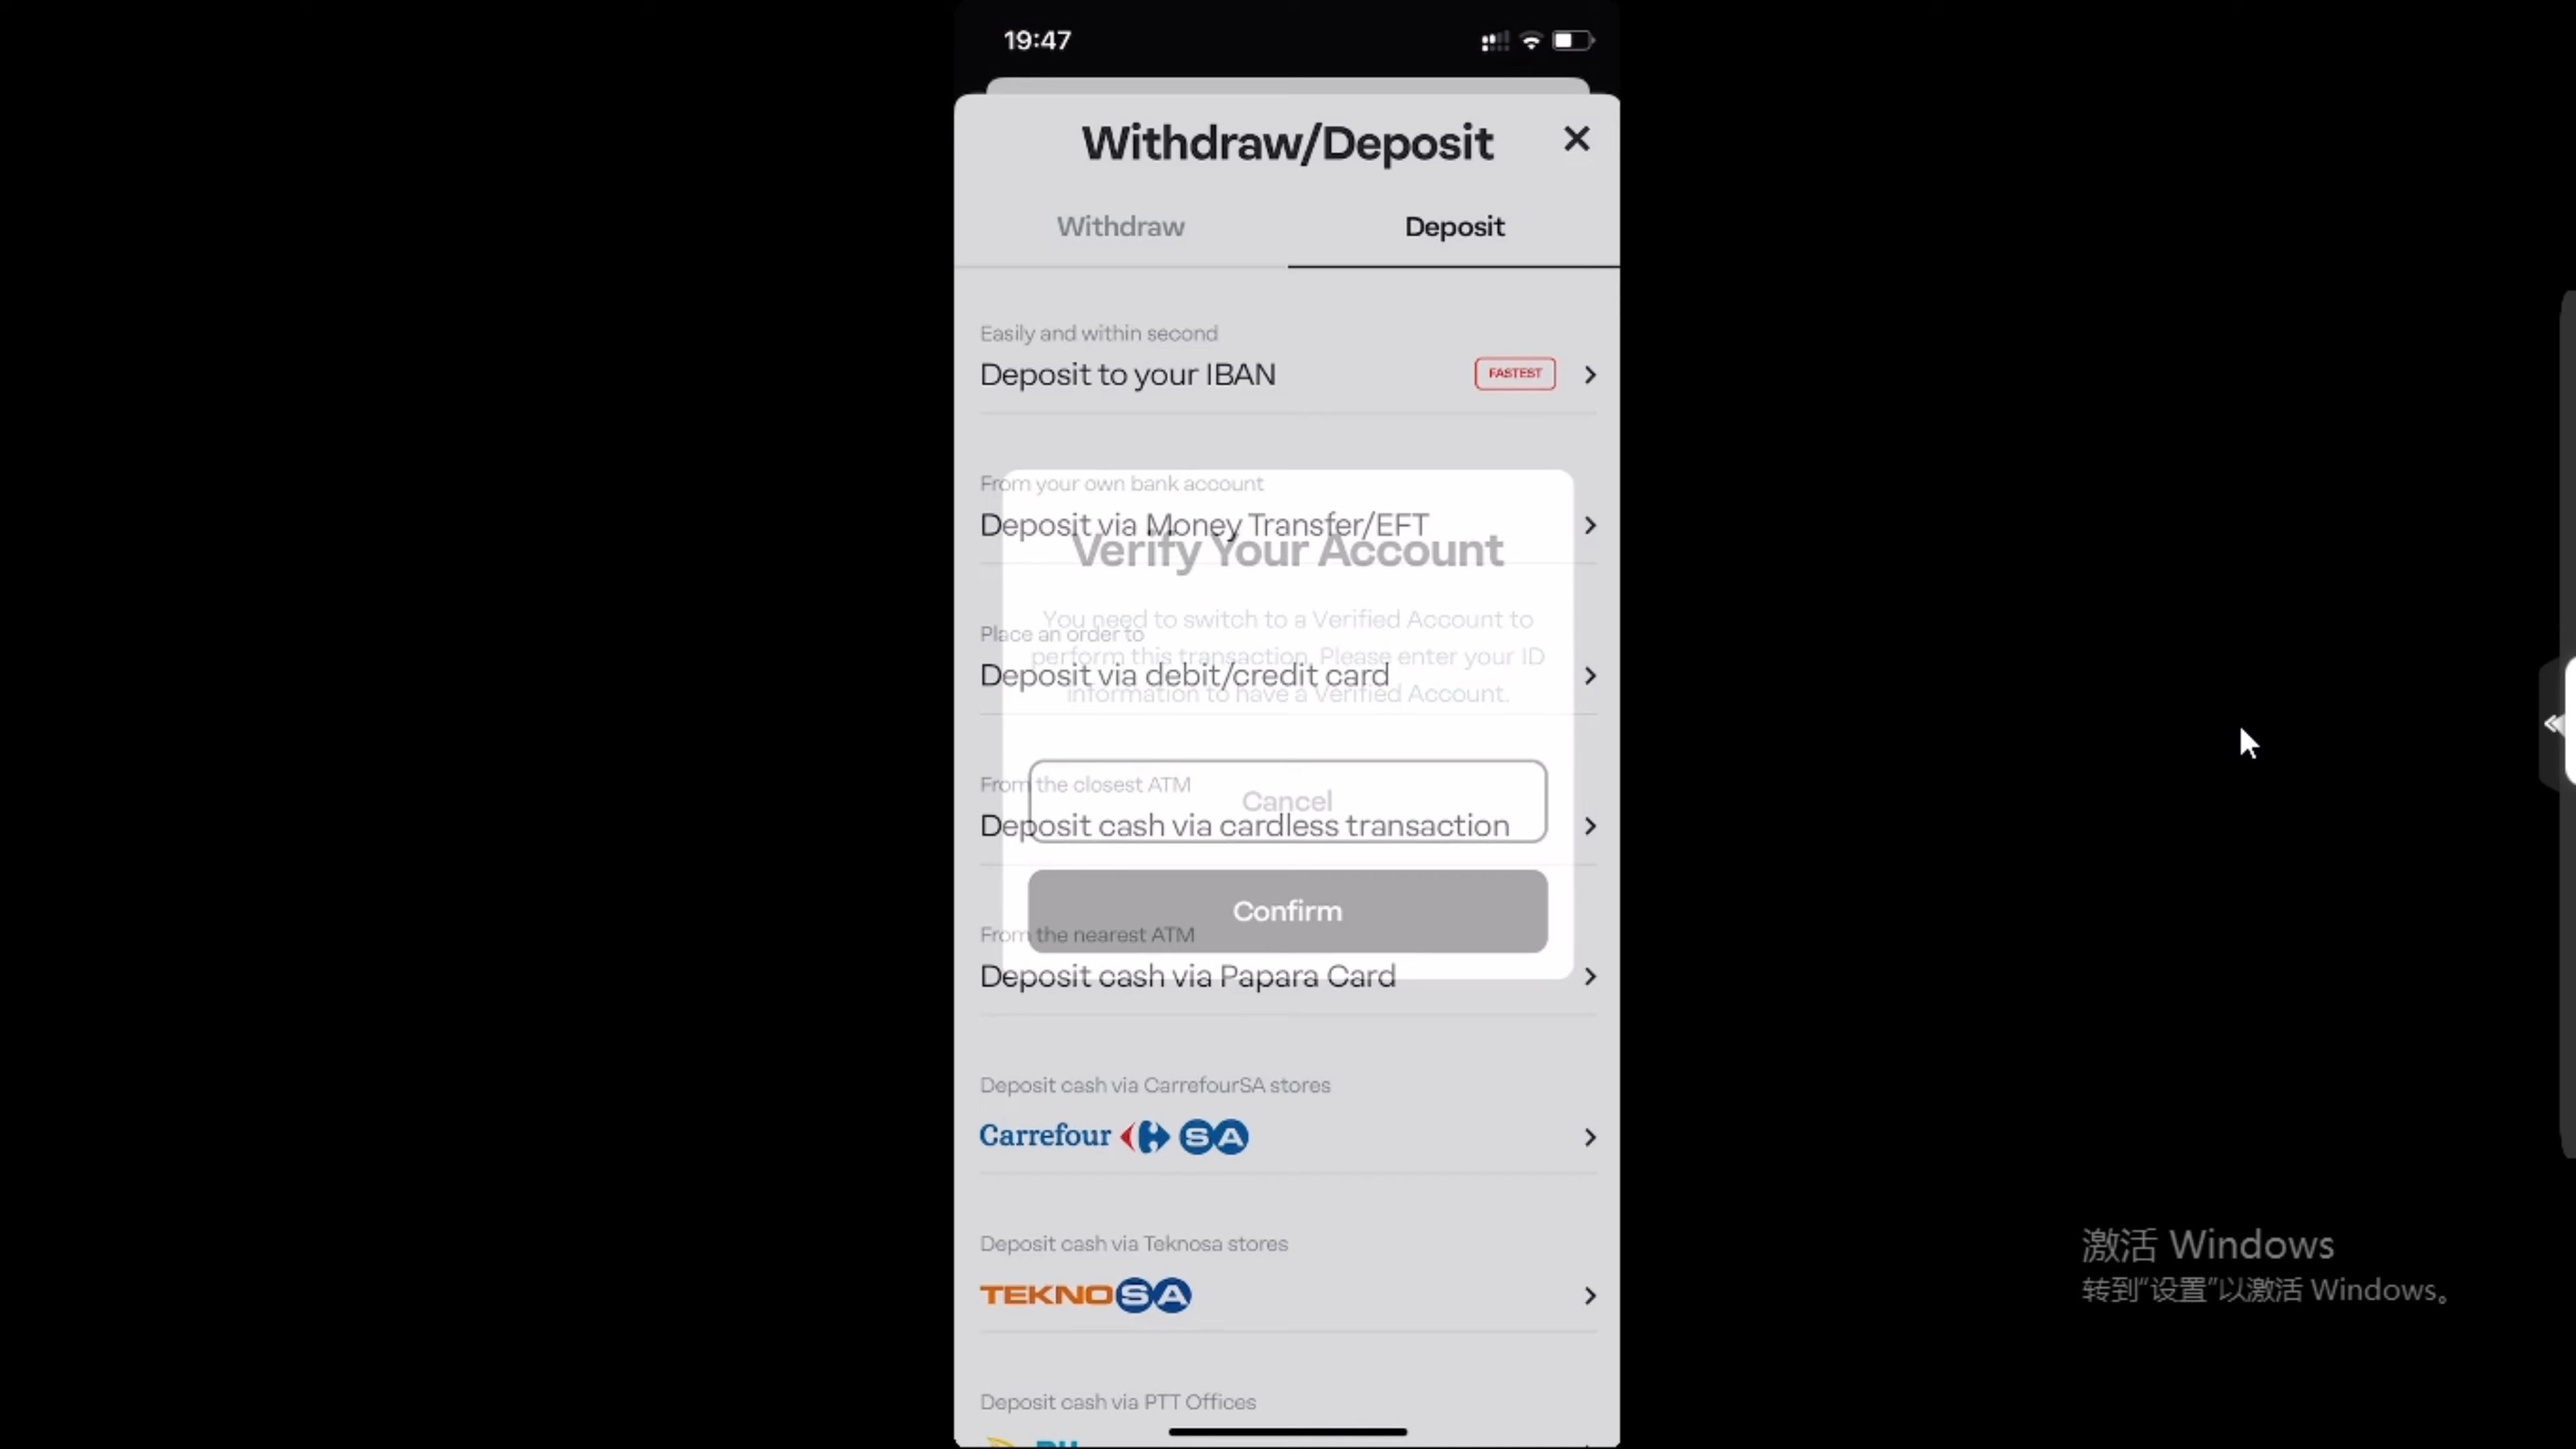 19:47
Withdraw/Deposit
Withdraw
Deposit
Easily and within second
Deposit to your IBAN
FASTEST
From your own bank account
Deposit via Money Transfer/EFT
Verify Your Account
You need to switch to a Verified Account to
perform this transaction. Please enter your ID
information to have a Verified Account.
Place an order to
Deposit via debit/credit card
From the closest ATM
Cancel
Deposit cash via cardless transaction
Confirm
From the nearest ATM
Deposit cash via Papara Card
Deposit cash via CarrefourSA stores
Carrefour SA
Deposit cash via Teknosa stores
TEKNOSA
Deposit cash via PTT Offices
激活 Windows
转到“设置”以激活 Windows。